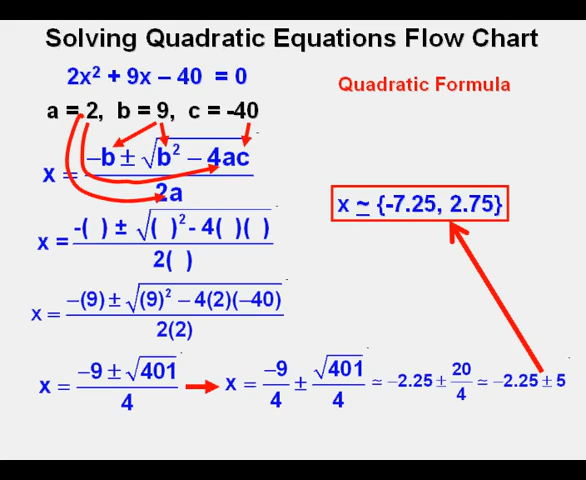 Solving Quadratic Equations Flow Chart
2x² + 9x – 40 = 0
Quadratic Formula
a = 2, b = 9, c = -40
x = (–b ± √(b² – 4ac)) / 2a
x ≃ {-7.25, 2.75}
x = (-( ) ± √(( )² - 4( )( ))) / 2( )
x = (–(9) ± √((9)² – 4(2)(–40))) / 2(2)
x = (–9 ± √401) / 4
x = –9/4 ± √401/4 ≃ –2.25 ± 20/4 ≃ –2.25 ± 5